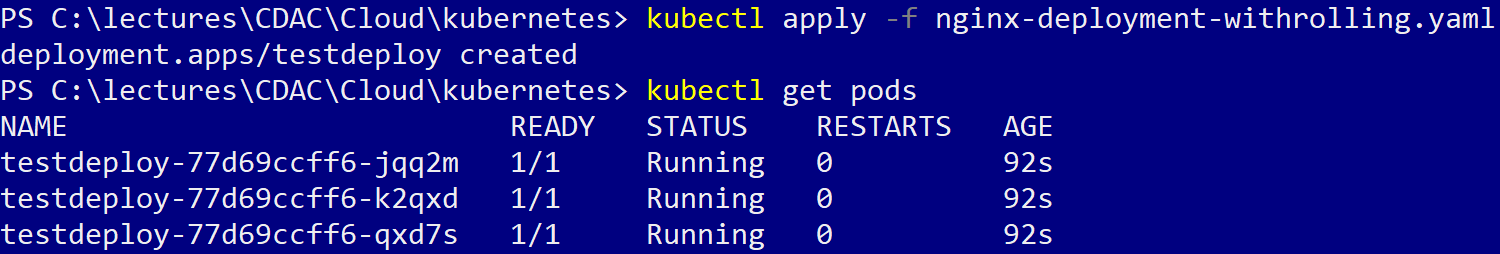 PS C:\lectures\CDAC\Cloud\kubernetes> kubectl apply -f nginx-deployment-withrolling.yaml
deployment.apps/testdeploy created
PS C:\lectures\CDAC\Cloud\kubernetes> kubectl get pods
NAME                          READY   STATUS    RESTARTS   AGE
testdeploy-77d69ccff6-jqq2m   1/1     Running   0          92s
testdeploy-77d69ccff6-k2qxd   1/1     Running   0          92s
testdeploy-77d69ccff6-qxd7s   1/1     Running   0          92s